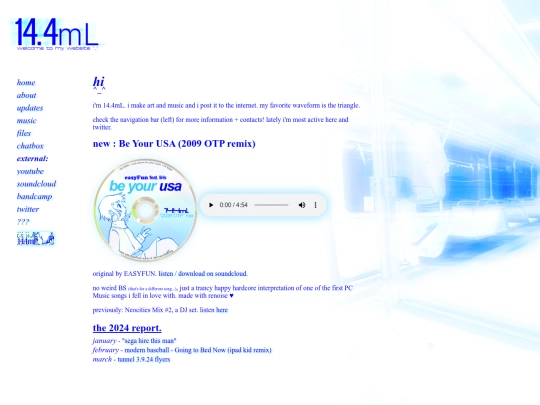 14.4mL
welcome to my website
home
about
updates
music
files
chatbox
external:
youtube
soundcloud
bandcamp
twitter
???
hi
^_^
i'm 14.4mL. i make art and music and i post it to the internet. my favorite waveform is the triangle.
check the navigation bar (left) for more information + contacts! lately i'm most active here and
twitter.
new : Be Your USA (2009 OTP remix)
easyFun feat. iris
be your usa
0:00 / 4:54
original by EASYFUN. listen / download on soundcloud.
no weird BS (that's for a different song...), just a trancy happy hardcore interpretation of one of the first PC
Music songs i fell in love with. made with renoise ♥
previously: Neocities Mix #2, a DJ set. listen here
the 2024 report.
january - "sega hire this man"
february - modern baseball - Going to Bed Now (ipad kid remix)
march - tunnel 3.9.24 flyers